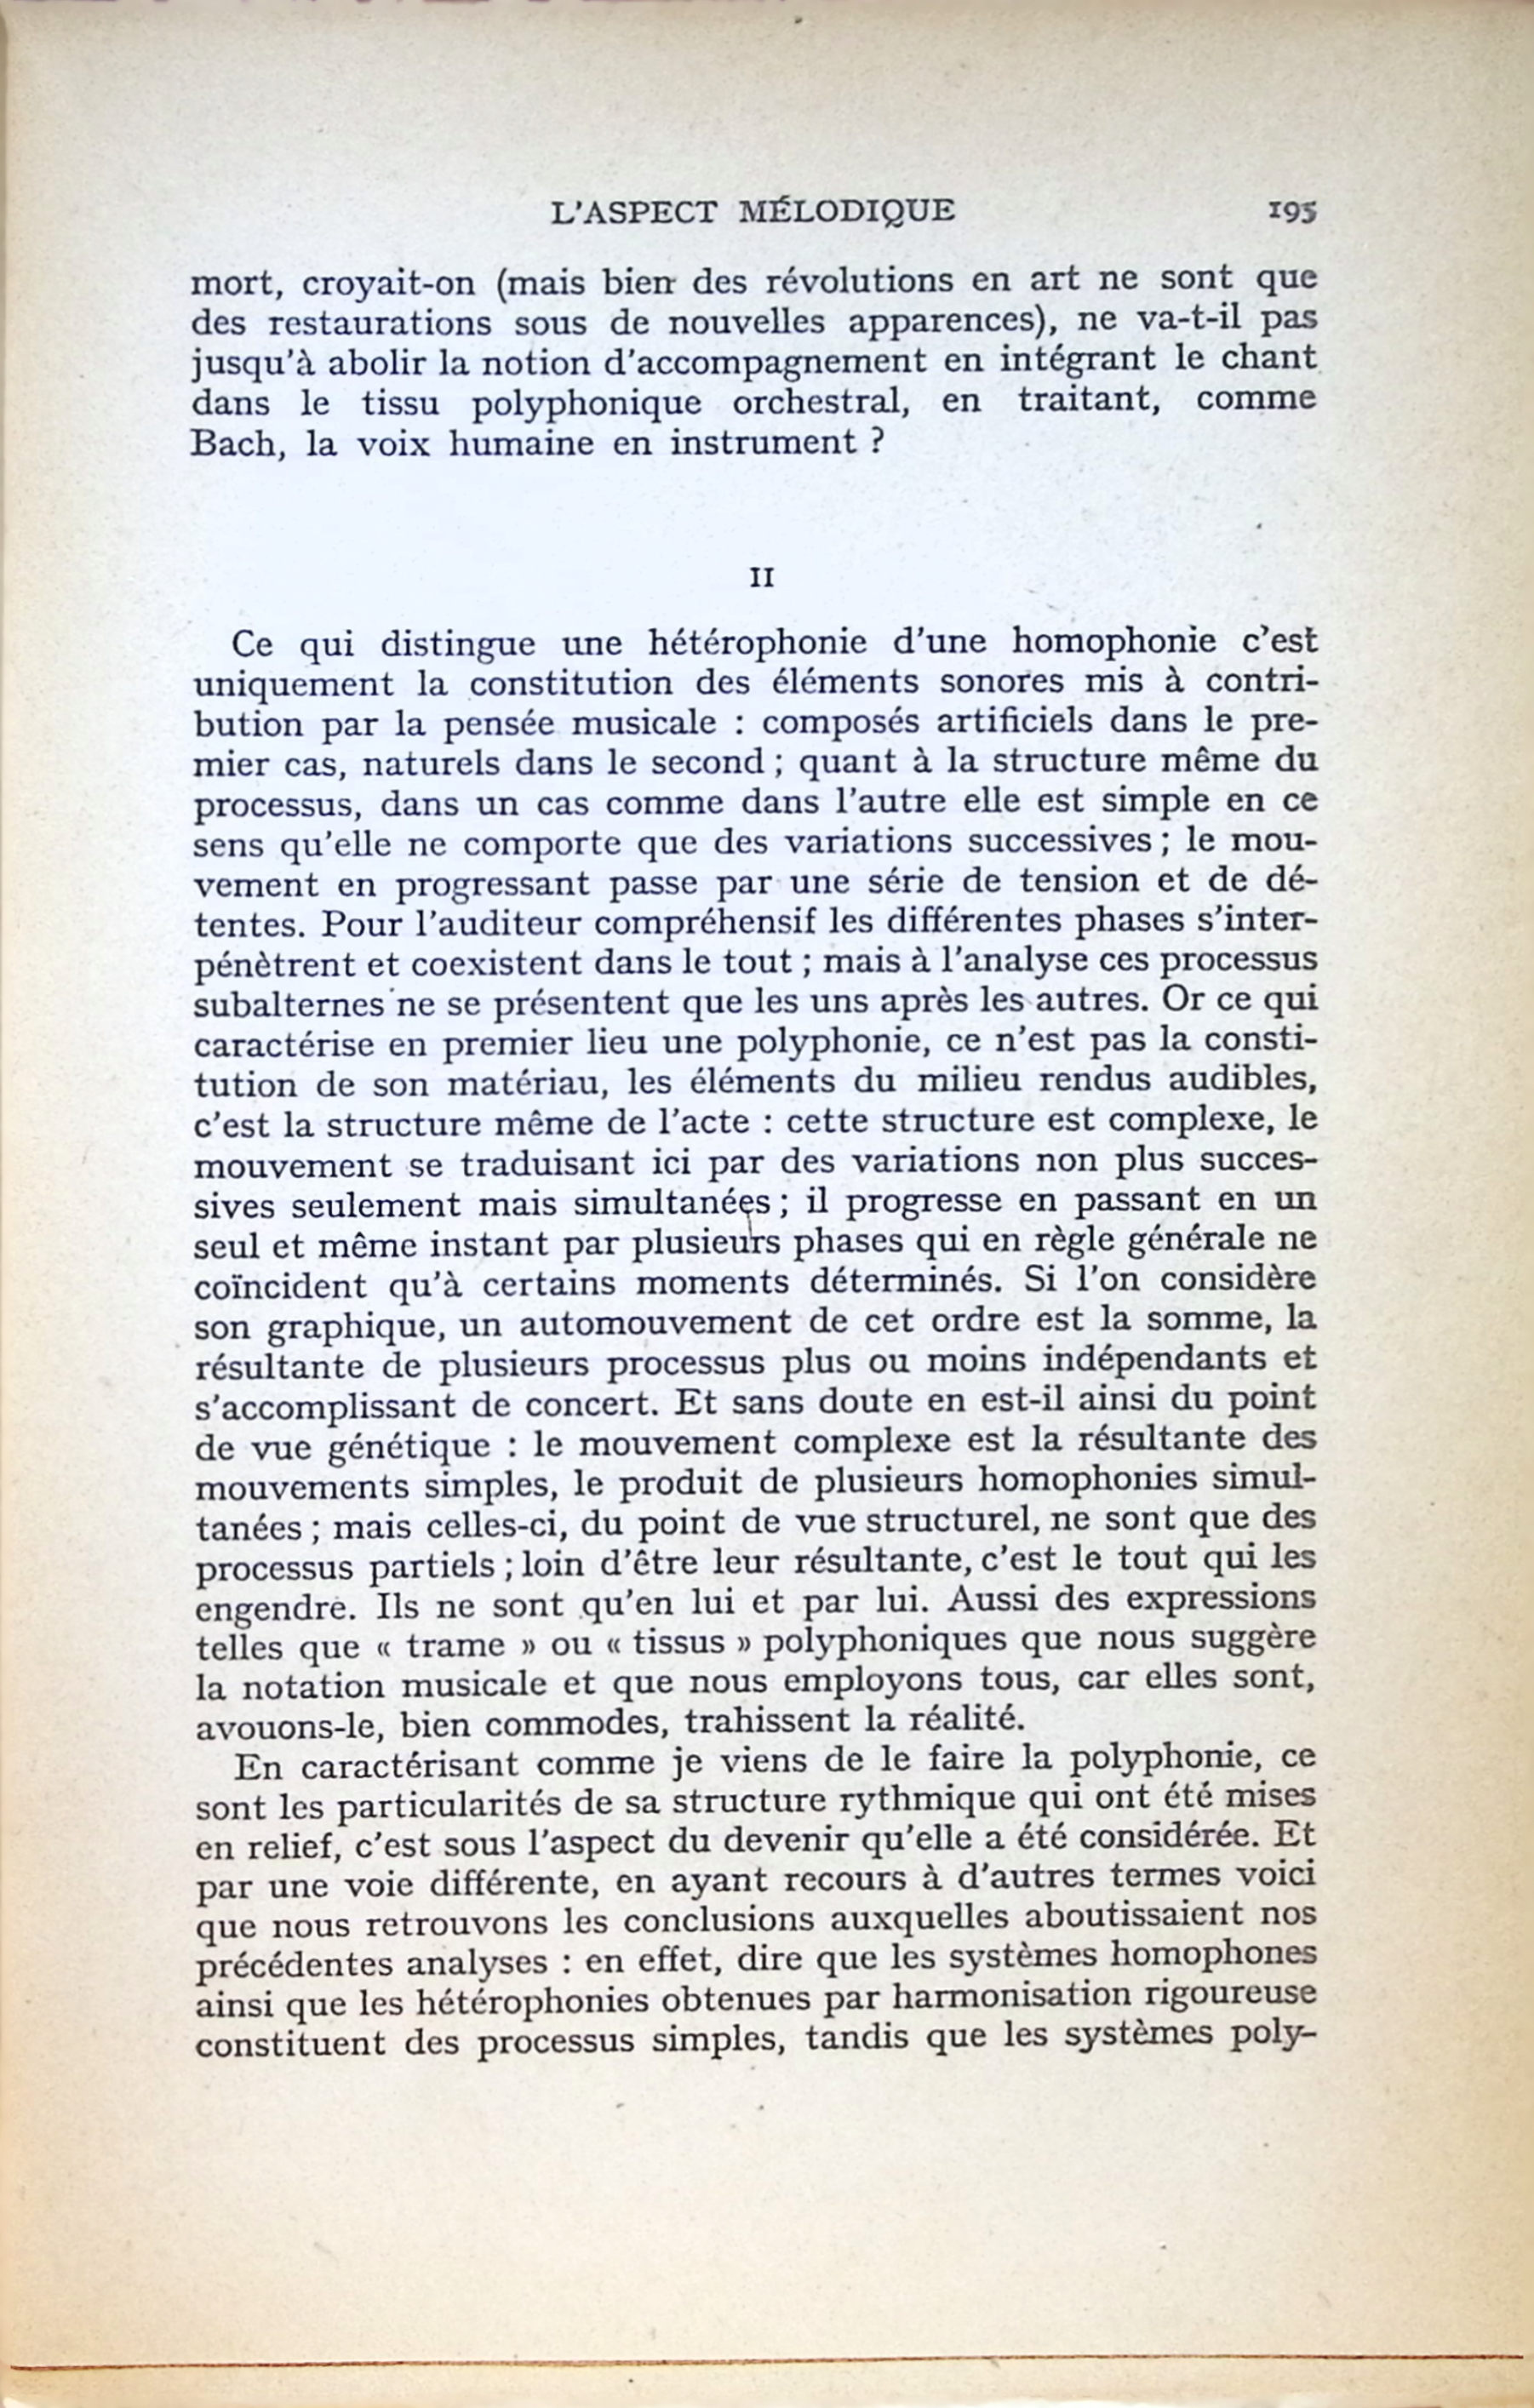 L'ASPECT MÉLODIQUE 195
mort, croyait-on (mais bien des révolutions en art ne sont que
des restaurations sous de nouvelles apparences), ne va-t-il pas
jusqu'à abolir la notion d'accompagnement en intégrant le chant
dans le tissu polyphonique orchestral, en traitant, comme
Bach, la voix humaine en instrument ?
II
Ce qui distingue une hétérophonie d'une homophonie c'est
uniquement la constitution des éléments sonores mis à contri-
bution par la pensée musicale : composés artificiels dans le pre-
mier cas, naturels dans le second ; quant à la structure même du
processus, dans un cas comme dans l'autre elle est simple en ce
sens qu'elle ne comporte que des variations successives ; le mou-
vement en progressant passe par une série de tension et de dé-
tentes. Pour l'auditeur compréhensif les différentes phases s'inter-
pénètrent et coexistent dans le tout ; mais à l'analyse ces processus
subalternes ne se présentent que les uns après les autres. Or ce qui
caractérise en premier lieu une polyphonie, ce n'est pas la consti-
tution de son matériau, les éléments du milieu rendus audibles,
c'est la structure même de l'acte : cette structure est complexe, le
mouvement se traduisant ici par des variations non plus succes-
sives seulement mais simultanées ; il progresse en passant en un
seul et même instant par plusieurs phases qui en règle générale ne
coïncident qu'à certains moments déterminés. Si l'on considère
son graphique, un automouvement de cet ordre est la somme, la
résultante de plusieurs processus plus ou moins indépendants et
s'accomplissant de concert. Et sans doute en est-il ainsi du point
de vue génétique : le mouvement complexe est la résultante des
mouvements simples, le produit de plusieurs homophonies simul-
tanées ; mais celles-ci, du point de vue structurel, ne sont que des
processus partiels ; loin d'être leur résultante, c'est le tout qui les
engendre. Ils ne sont qu'en lui et par lui. Aussi des expressions
telles que « trame » ou « tissus » polyphoniques que nous suggère
la notation musicale et que nous employons tous, car elles sont,
avouons-le, bien commodes, trahissent la réalité.
En caractérisant comme je viens de le faire la polyphonie, ce
sont les particularités de sa structure rythmique qui ont été mises
en relief, c'est sous l'aspect du devenir qu'elle a été considérée. Et
par une voie différente, en ayant recours à d'autres termes voici
que nous retrouvons les conclusions auxquelles aboutissaient nos
précédentes analyses : en effet, dire que les systèmes homophones
ainsi que les hétérophonies obtenues par harmonisation rigoureuse
constituent des processus simples, tandis que les systèmes poly-